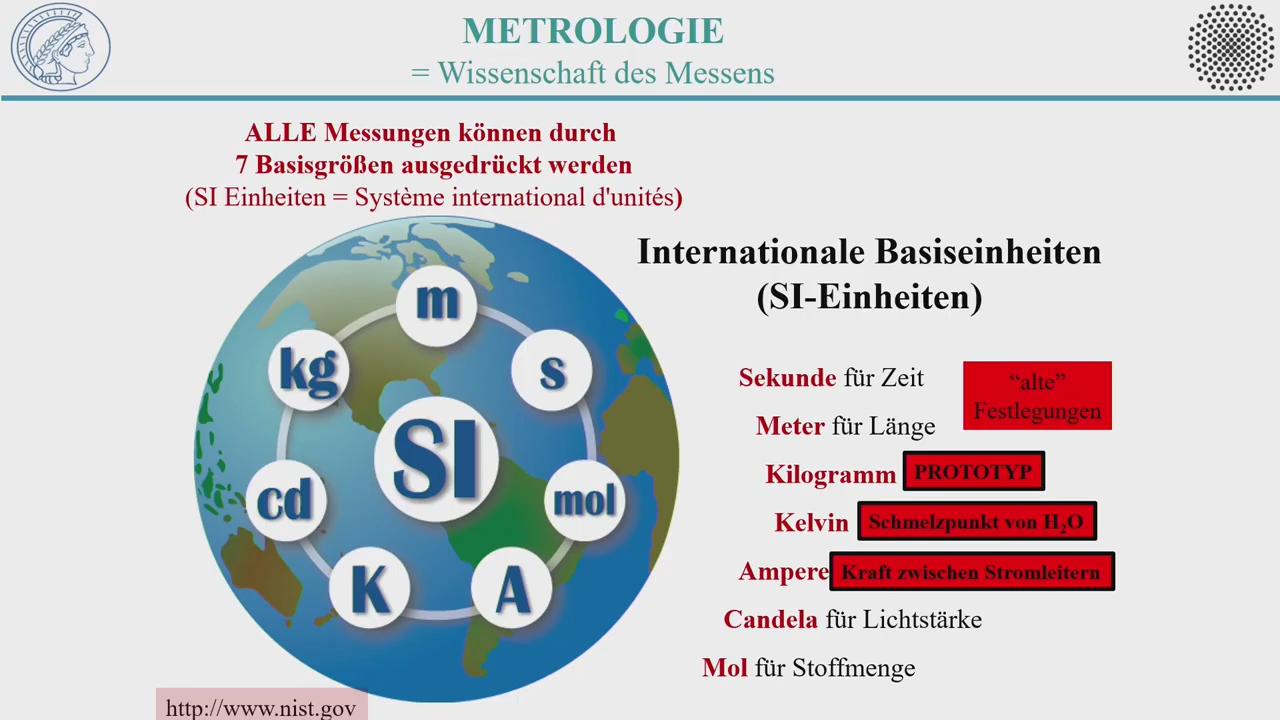 METROLOGIE
= Wissenschaft des Messens
ALLE Messungen können durch
7 Basisgrößen ausgedrückt werden
(SI Einheiten = Système international d'unités)
Internationale Basiseinheiten
(SI-Einheiten)
m
kg
s
SI
cd
mol
K
A
Sekunde für Zeit
“alte”
Festlegungen
Meter für Länge
Kilogramm PROTOTYP
Kelvin Schmelzpunkt von H₂O
Ampere Kraft zwischen Stromleitern
Candela für Lichtstärke
Mol für Stoffmenge
http://www.nist.gov